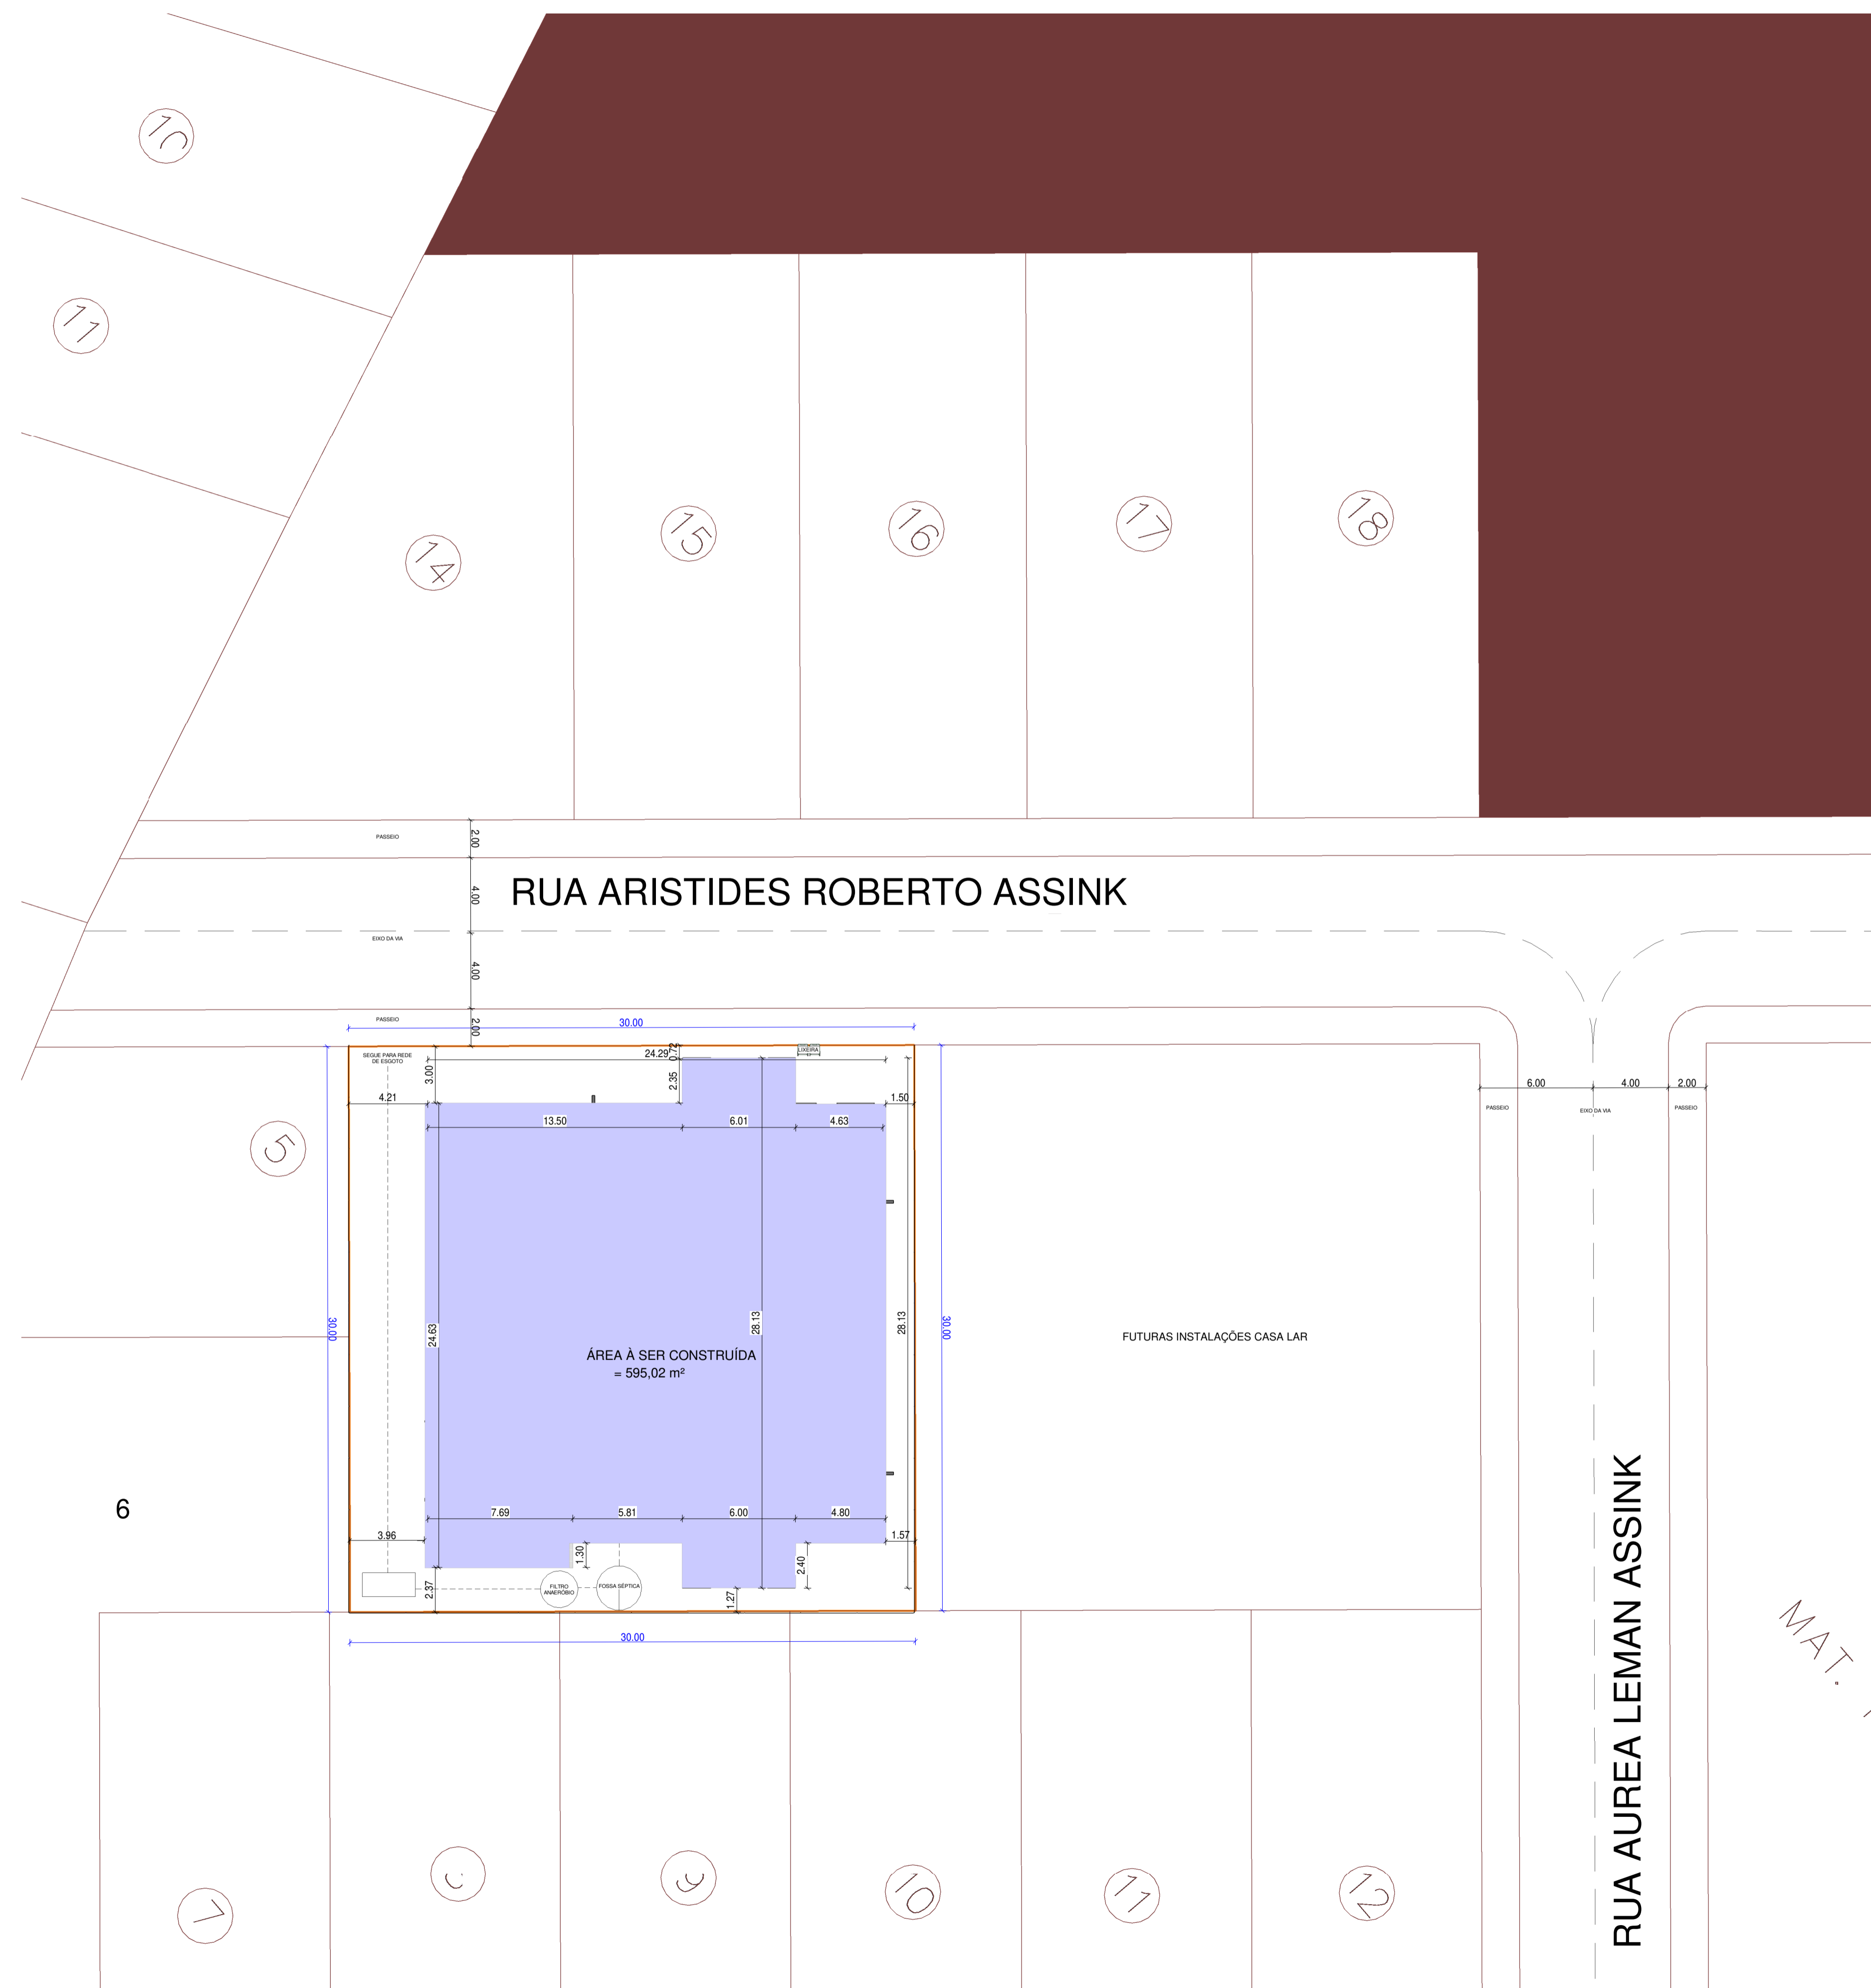 10
11
14
15
16
17
18
PASSEIO
2.00
RUA ARISTIDES ROBERTO ASSINK
4.00
EIXO DA VIA
4.00
PASSEIO
2.00
30.00
SEGUE PARA REDE
DE ESGOTO
3.00
24.29
0.72
LIXEIRA
2.35
4.21
1.50
13.50
6.01
4.63
6.00
4.00
2.00
PASSEIO
EIXO DA VIA
PASSEIO
5
30.00
24.63
28.13
28.13
30.00
FUTURAS INSTALAÇÕES CASA LAR
ÁREA À SER CONSTRUÍDA
= 595,02 m²
6
7.69
5.81
6.00
4.80
3.96
1.57
1.30
2.40
2.37
FILTRO
ANAERÓBIO
FOSSA SÉPTICA
1.27
30.00
RUA AUREA LEMAN ASSINK
MAT.
7
9
10
11
12